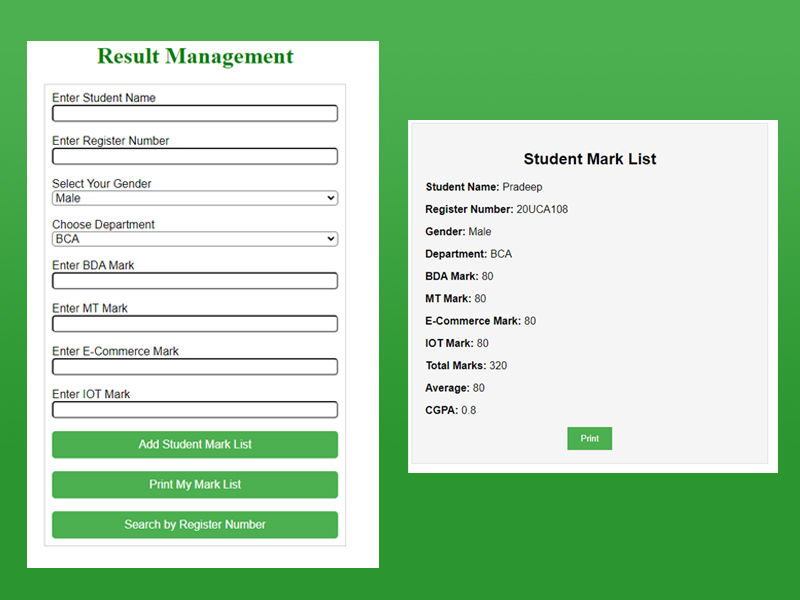 Result Management
Enter Student Name
Enter Register Number
Select Your Gender
Male
Choose Department
BCA
Enter BDA Mark
Enter MT Mark
Enter E-Commerce Mark
Enter IOT Mark
Add Student Mark List
Print My Mark List
Search by Register Number
Student Mark List
Student Name: Pradeep
Register Number: 20UCA108
Gender: Male
Department: BCA
BDA Mark: 80
MT Mark: 80
E-Commerce Mark: 80
IOT Mark: 80
Total Marks: 320
Average: 80
CGPA: 0.8
Print